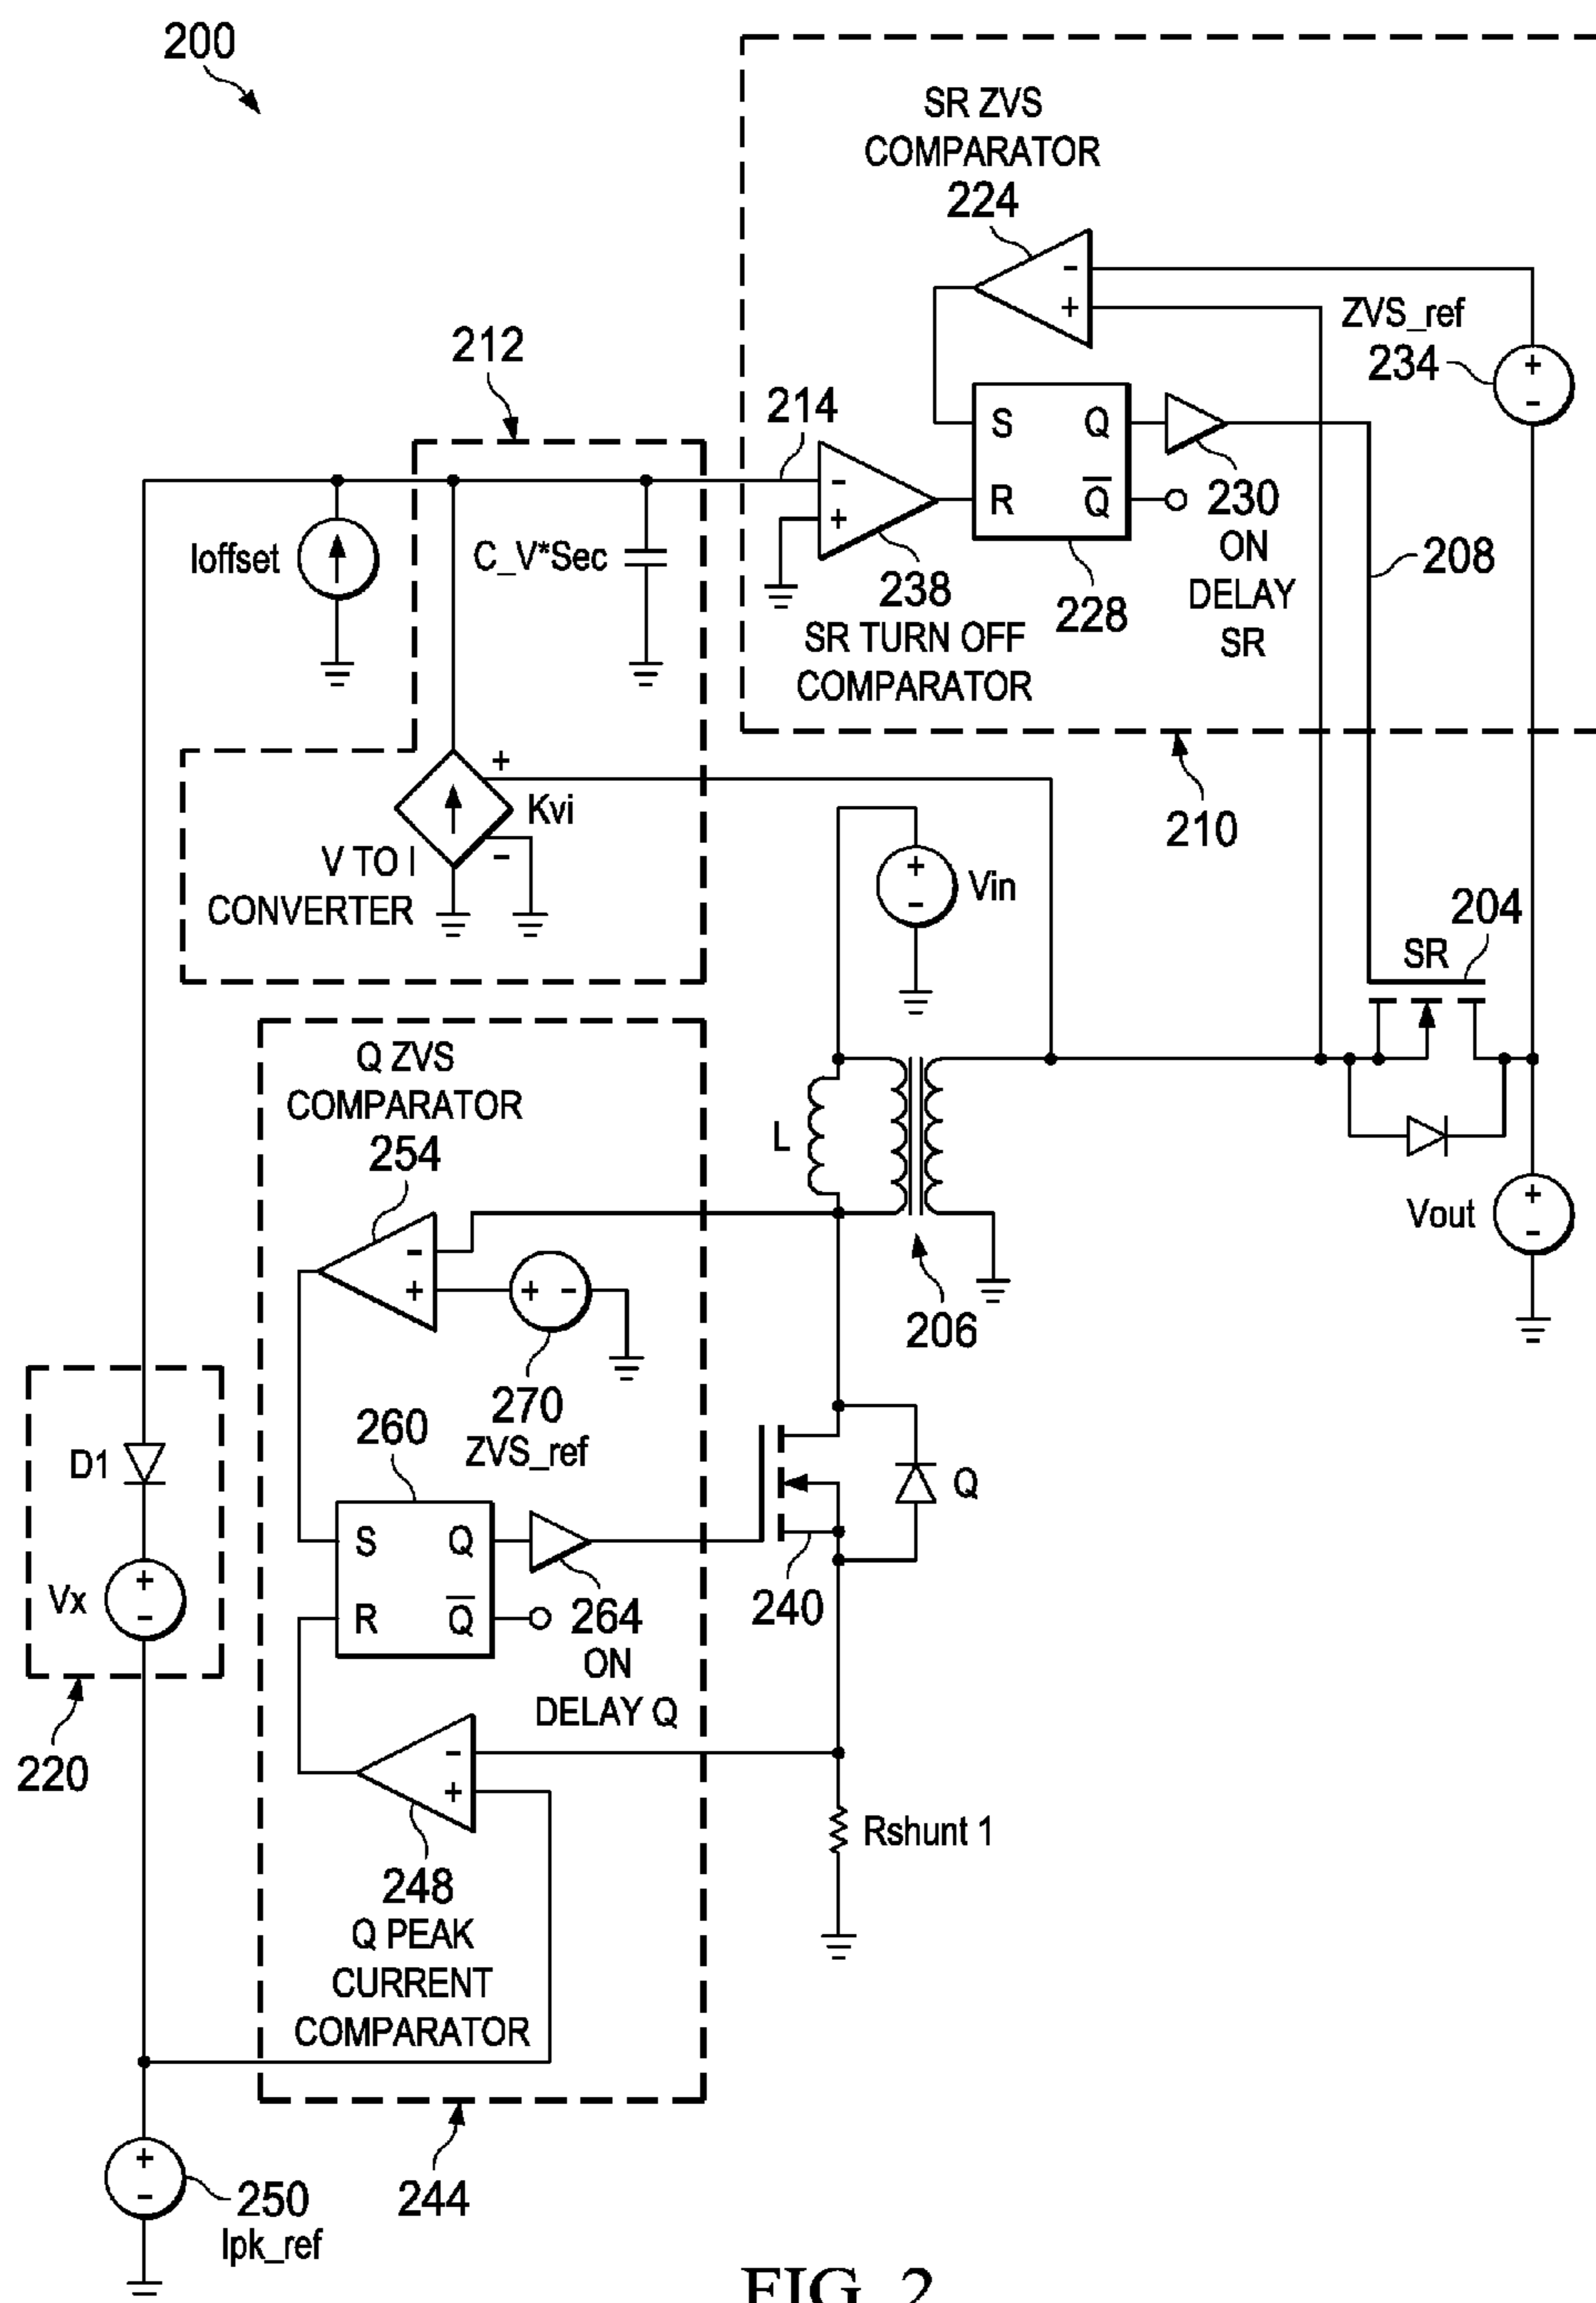 200
SR ZVS
COMPARATOR
224
-
+
ZVS_ref
234
+
-
212
214
S Q
R Q̅
-
+
230
ON
DELAY
SR
208
Ioffset
C_V*Sec
238
SR TURN OFF
COMPARATOR
228
210
+
Kvi
-
V TO I
CONVERTER
+
-
Vin
204
SR
Q ZVS
COMPARATOR
254
L
-
+
+ -
206
Vout
+
-
270
ZVS_ref
260
D1
Q
S Q
R Q̅
Vx
+
-
240
264
ON
DELAY Q
220
-
+
Rshunt 1
248
Q PEAK
CURRENT
COMPARATOR
+
-
250
Ipk_ref
244
FIG. 2